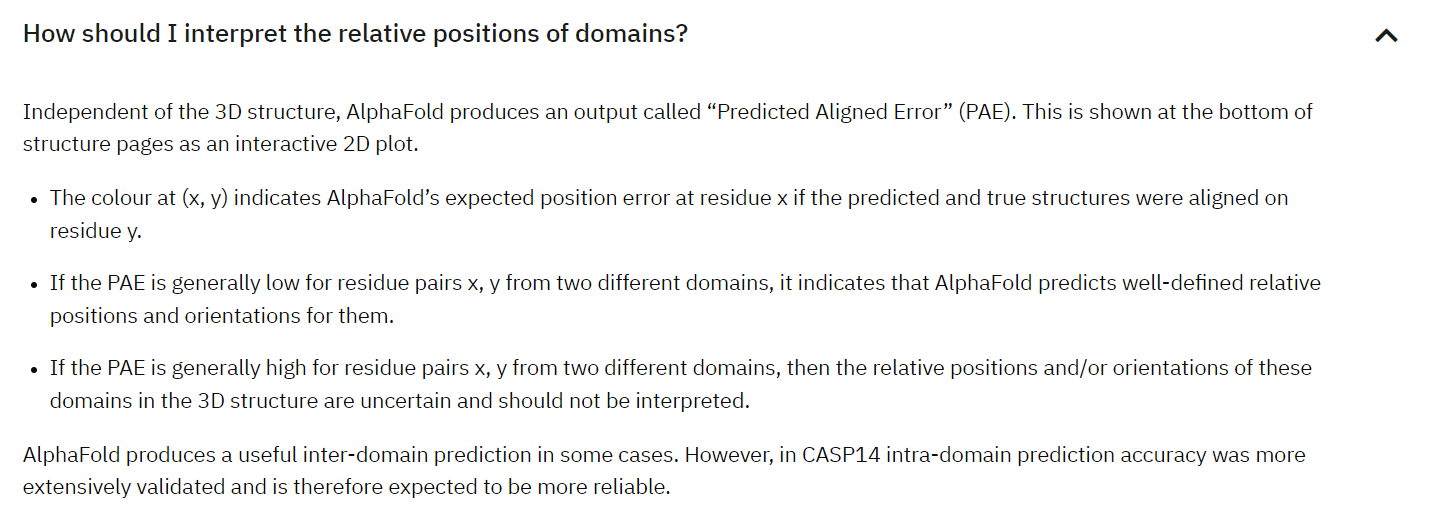 How should I interpret the relative positions of domains?
Independent of the 3D structure, AlphaFold produces an output called “Predicted Aligned Error” (PAE). This is shown at the bottom of
structure pages as an interactive 2D plot.
• The colour at (x, y) indicates AlphaFold’s expected position error at residue x if the predicted and true structures were aligned on
residue y.
• If the PAE is generally low for residue pairs x, y from two different domains, it indicates that AlphaFold predicts well-defined relative
positions and orientations for them.
• If the PAE is generally high for residue pairs x, y from two different domains, then the relative positions and/or orientations of these
domains in the 3D structure are uncertain and should not be interpreted.
AlphaFold produces a useful inter-domain prediction in some cases. However, in CASP14 intra-domain prediction accuracy was more
extensively validated and is therefore expected to be more reliable.